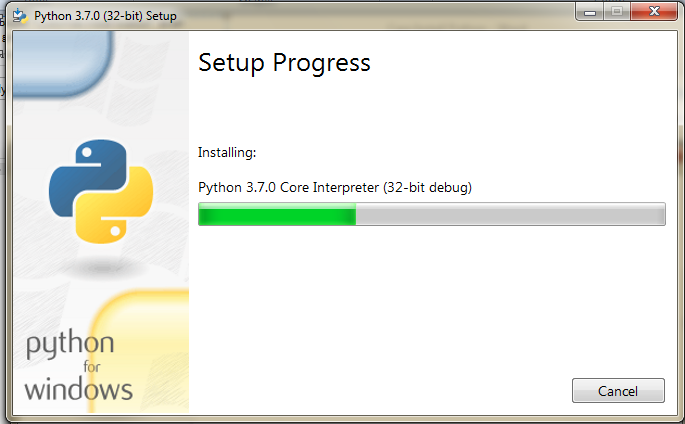 Python 3.7.0 (32-bit) Setup
Setup Progress
Installing:
Python 3.7.0 Core Interpreter (32-bit debug)
python
for
windows
Cancel